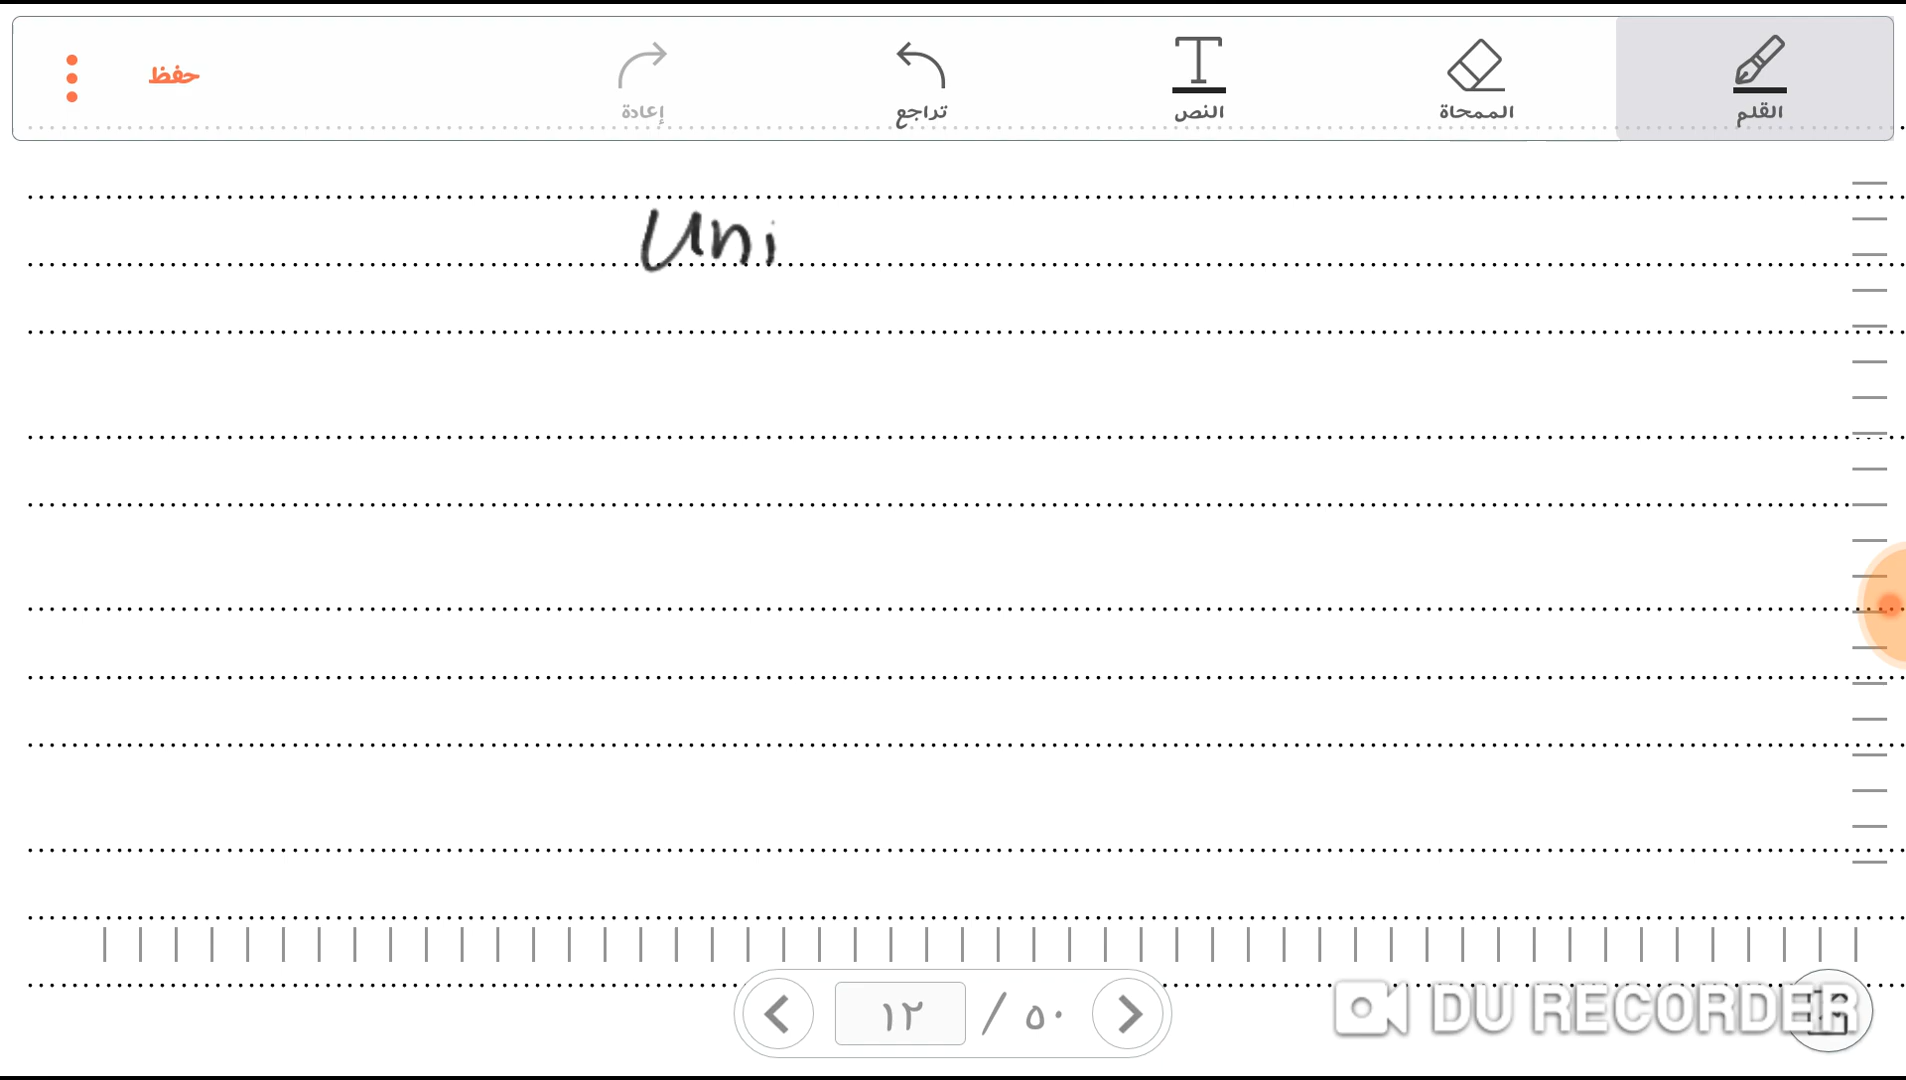 حفظ إعادة تراجع النص الممحاة القلم
Uni
١٢ / ٥٠
DU RECORDER